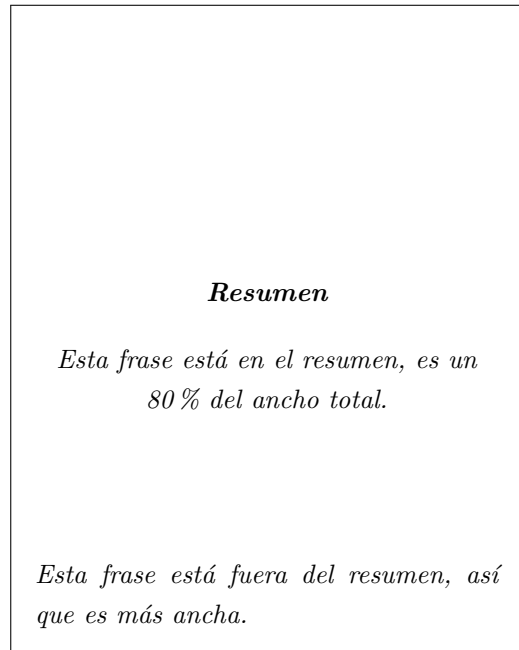 Resumen
Esta frase está en el resumen, es un
80 % del ancho total.
Esta frase está fuera del resumen, así
que es más ancha.